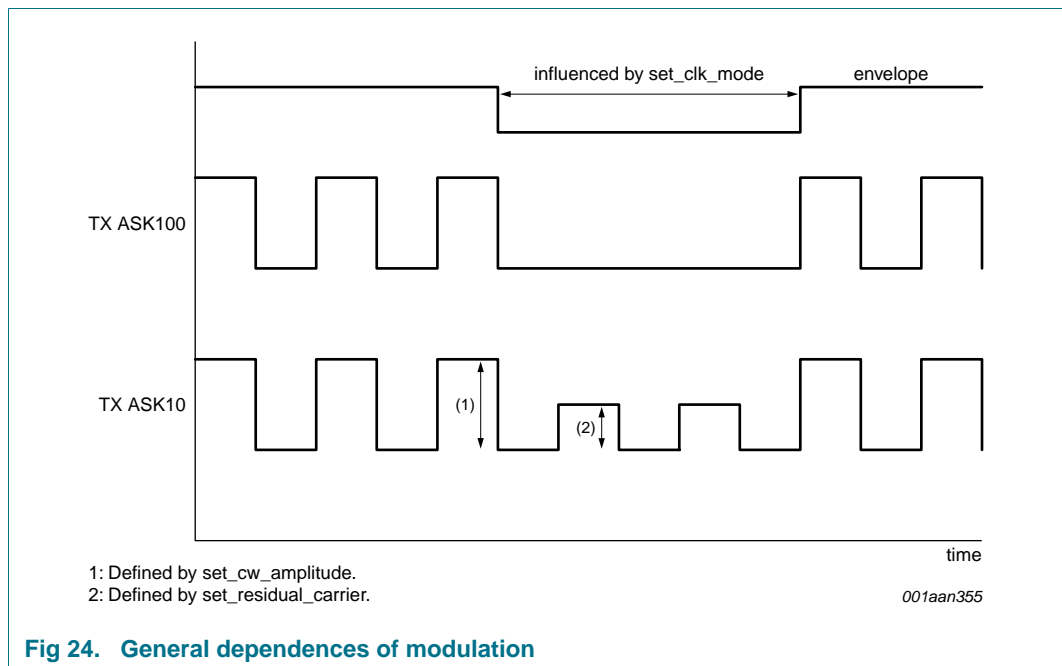 influenced by set_clk_mode
envelope
TX ASK100
TX ASK10
(1)
(2)
time
1: Defined by set_cw_amplitude.
2: Defined by set_residual_carrier.
001aan355
Fig 24. General dependences of modulation